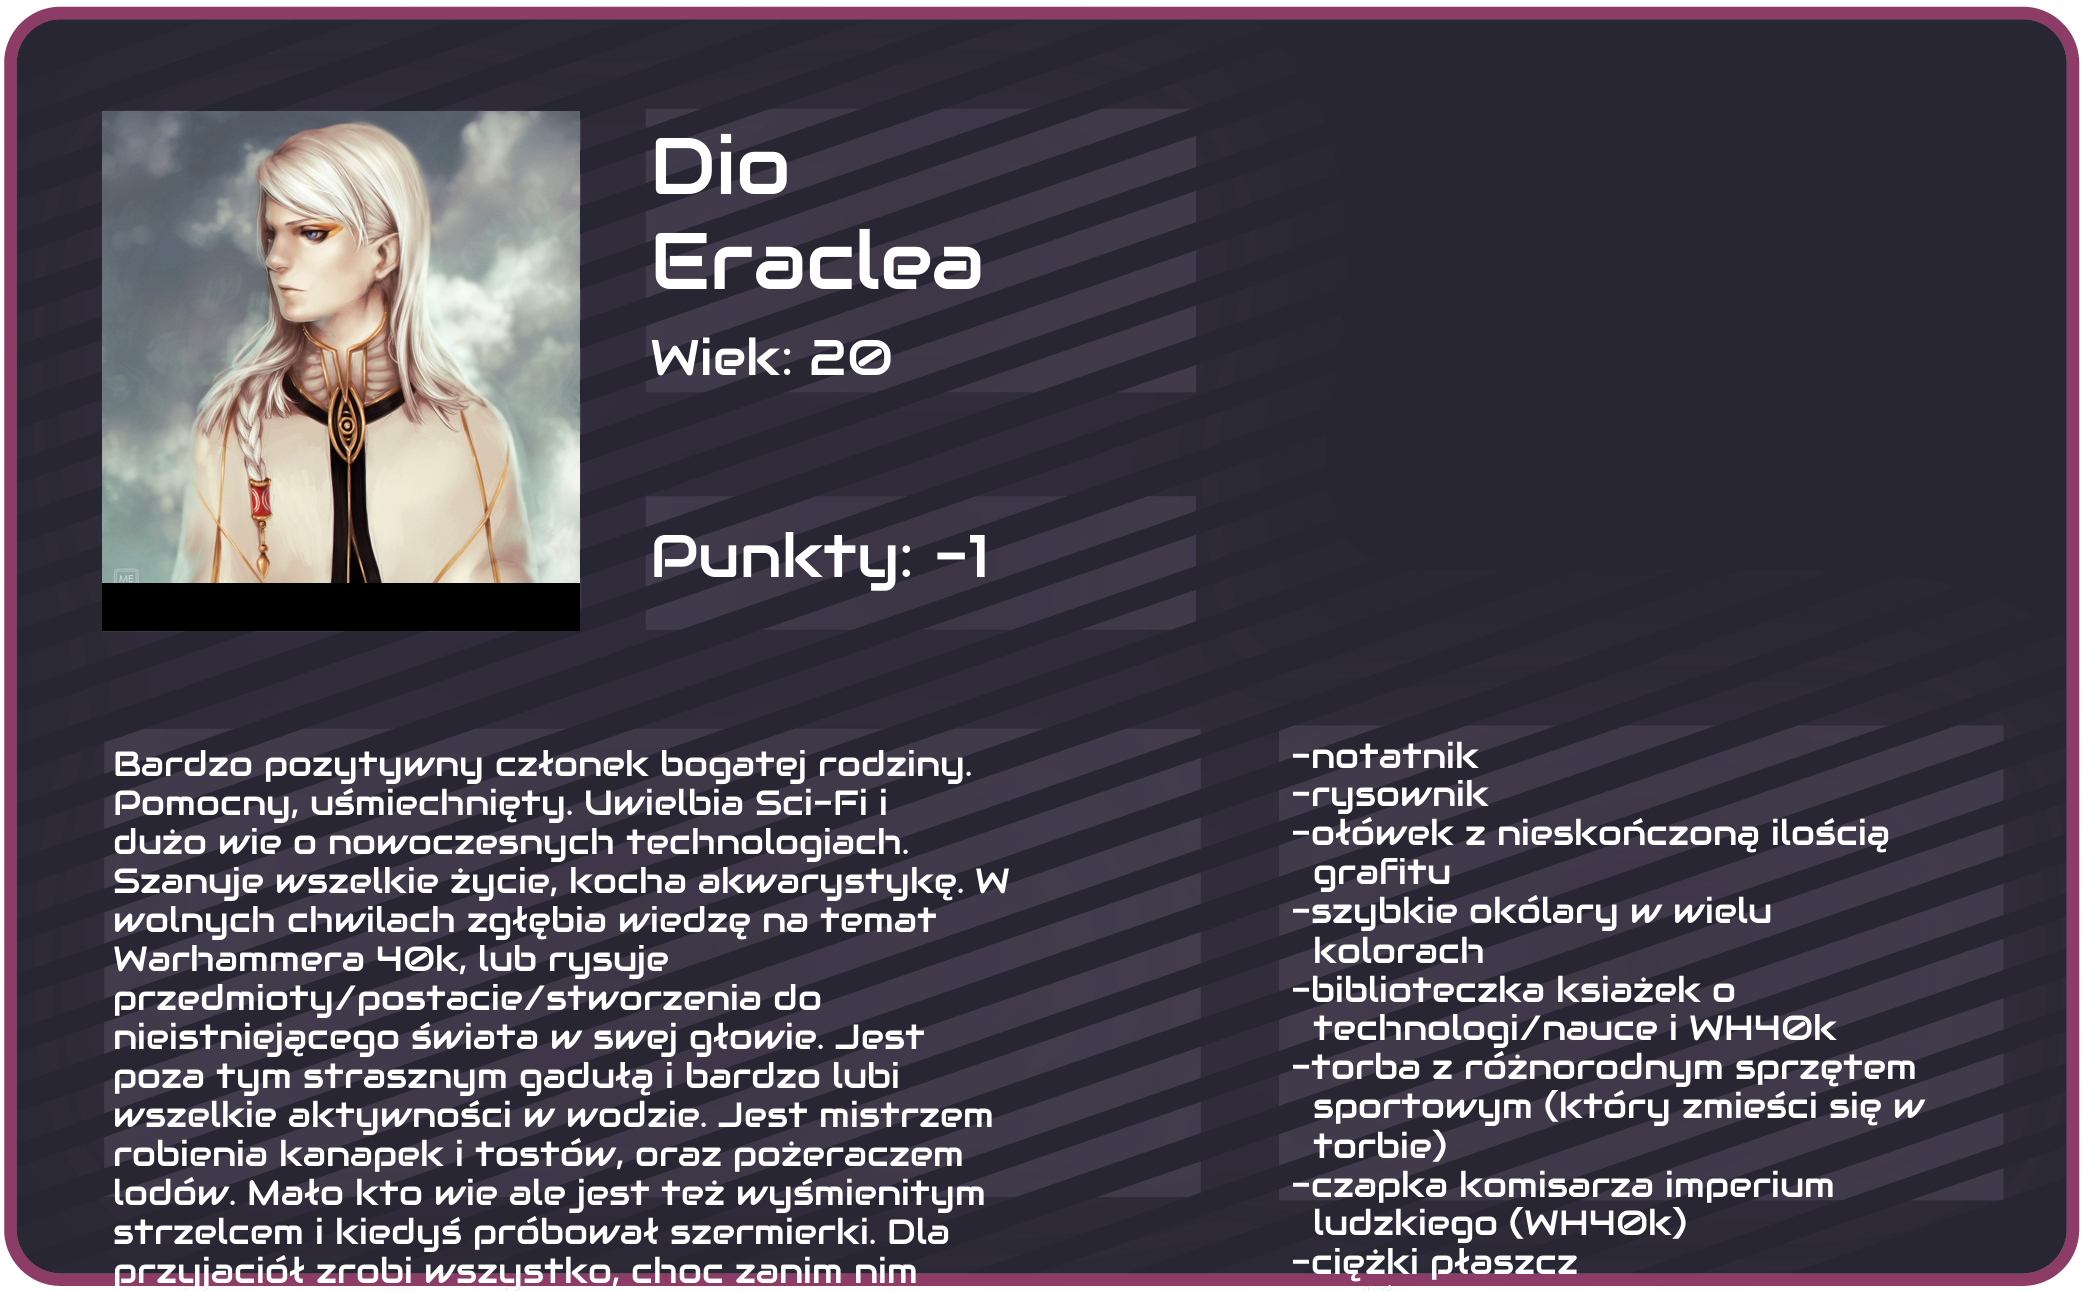 Dio
Eraclea
Wiek: 20
Punkty: -1
ME
Bardzo pozytywny członek bogatej rodziny.
Pomocny, uśmiechnięty. Uwielbia Sci-Fi i
dużo wie o nowoczesnych technologiach.
Szanuje wszelkie życie, kocha akwarystykę. W
wolnych chwilach zgłębia wiedzę na temat
Warhammera 40k, lub rysuje
przedmioty/postacie/stworzenia do
nieistniejącego świata w swej głowie. Jest
poza tym strasznym gadułą i bardzo lubi
wszelkie aktywności w wodzie. Jest mistrzem
robienia kanapek i tostów, oraz pożeraczem
lodów. Mało kto wie ale jest też wyśmienitym
strzelcem i kiedyś próbował szermierki. Dla
przyjaciół zrobi wszystko, choc zanim nim
-notatnik
-rysownik
-ołówek z nieskończoną ilością
grafitu
-szybkie okólary w wielu
kolorach
-biblioteczka ksiażek o
technologi/nauce i WH40k
-torba z różnorodnym sprzętem
sportowym (który zmieści się w
torbie)
-czapka komisarza imperium
ludzkiego (WH40k)
-ciężki płaszcz